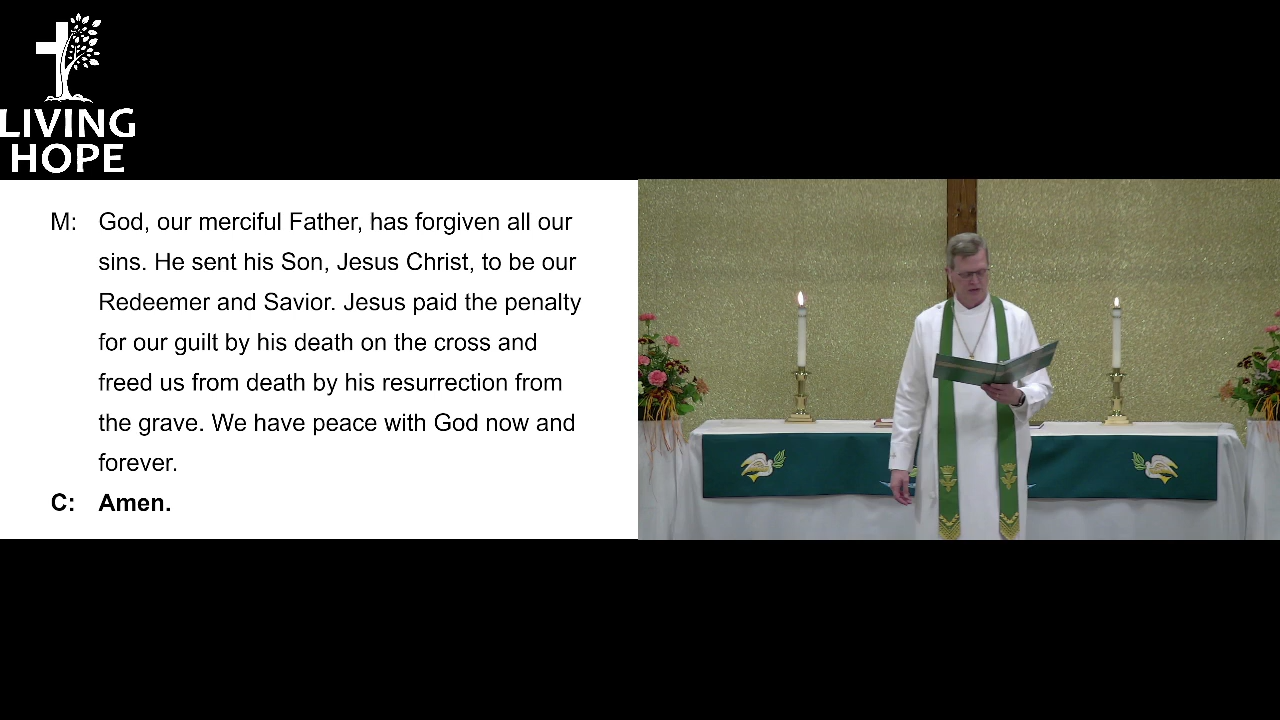 LIVING
HOPE
M: God, our merciful Father, has forgiven all our
sins. He sent his Son, Jesus Christ, to be our
Redeemer and Savior. Jesus paid the penalty
for our guilt by his death on the cross and
freed us from death by his resurrection from
the grave. We have peace with God now and
forever.
C: Amen.